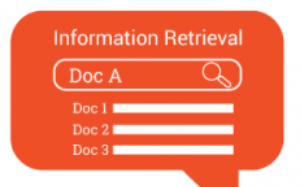 Information Retrieval
Doc A
Doc 1
Doc 2
Doc 3